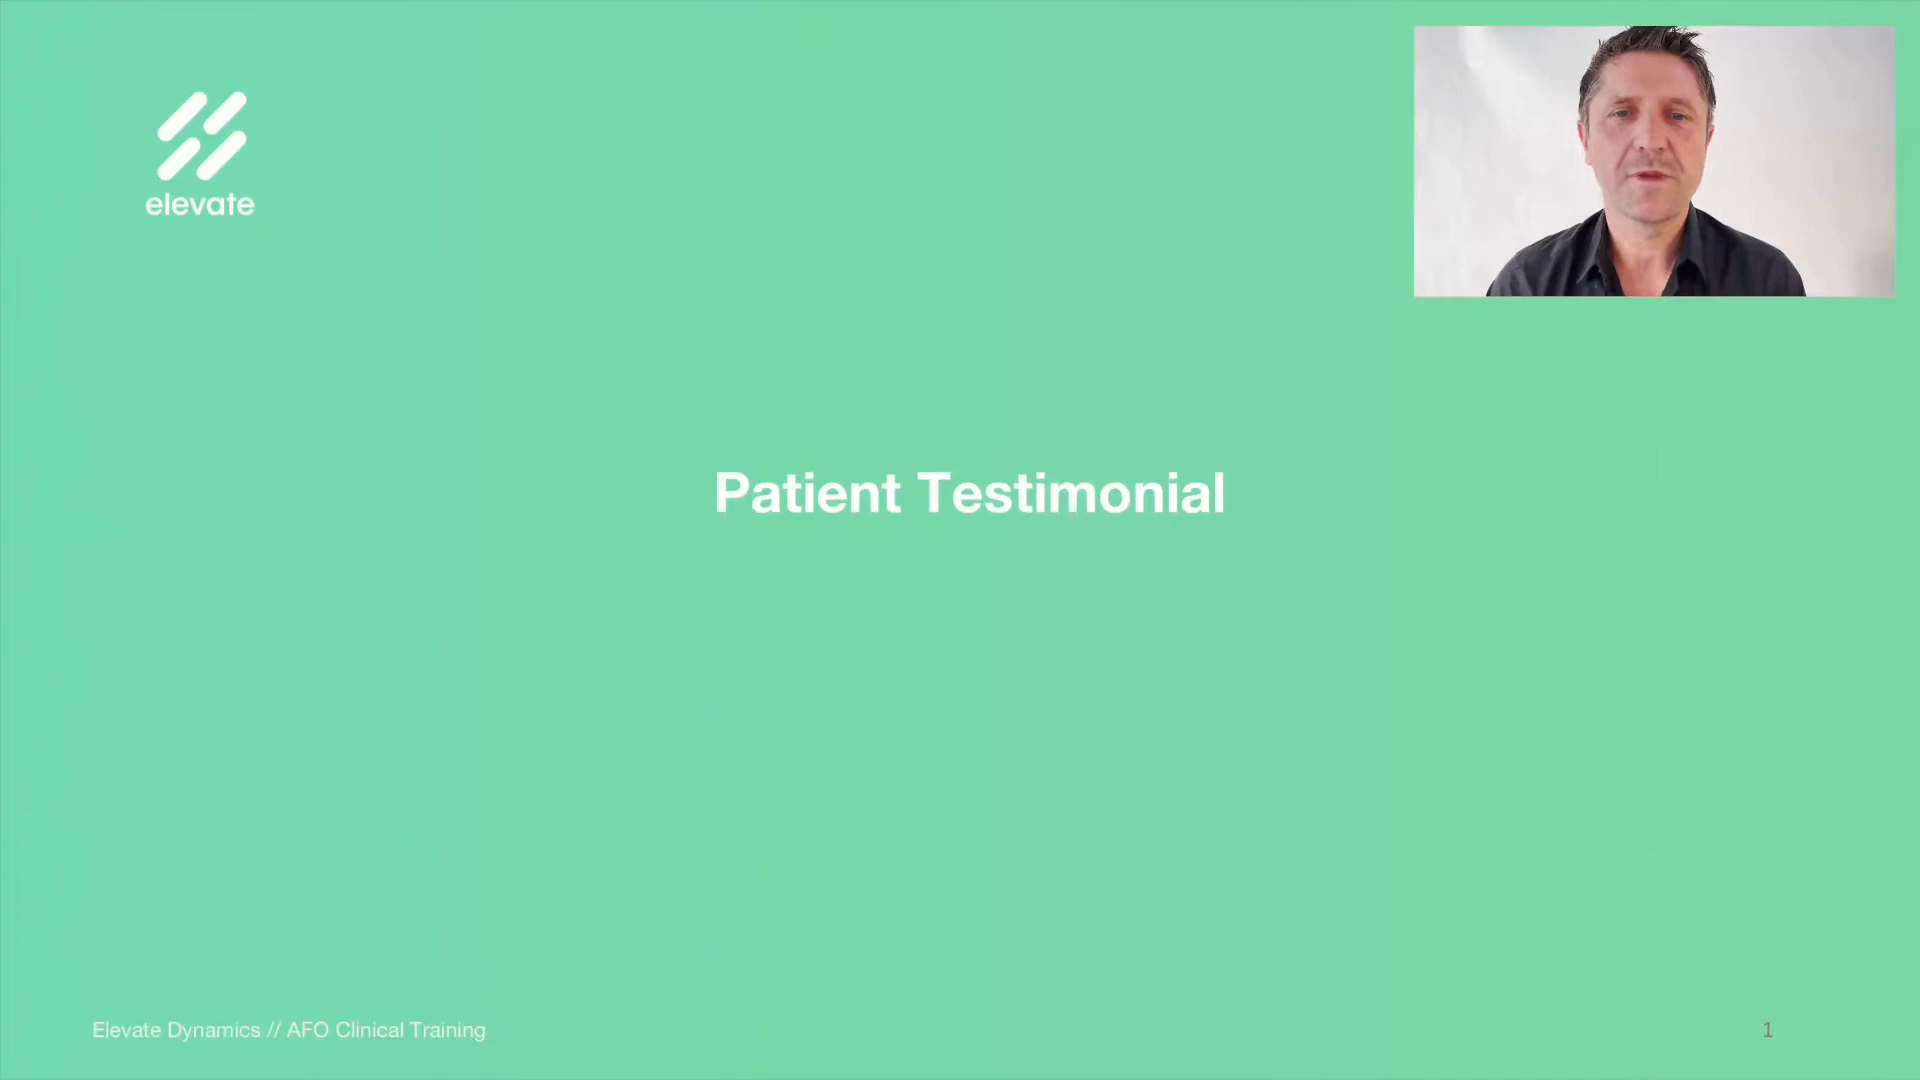 elevate
Patient Testimonial
Elevate Dynamics // AFO Clinical Training
1